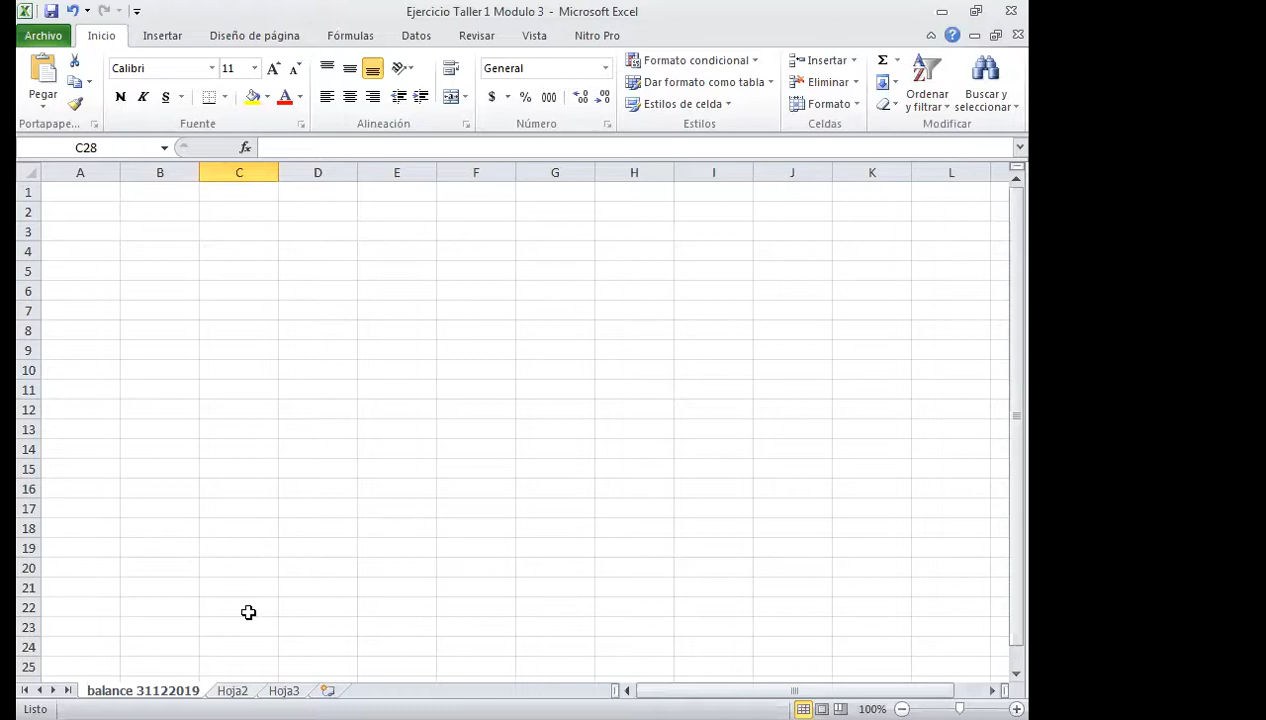 Ejercicio Taller 1 Modulo 3 - Microsoft Excel
Archivo Inicio Insertar Diseño de página Fórmulas Datos Revisar Vista Nitro Pro
Pegar
Calibri 11
N K S
General
$ % 000
Formato condicional
Dar formato como tabla
Estilos de celda
Insertar
Eliminar
Formato
Σ
Ordenar y filtrar
Buscar y seleccionar
Portapape... Fuente Alineación Número Estilos Celdas Modificar
C28 fx
A B C D E F G H I J K L
1
2
3
4
5
6
7
8
9
10
11
12
13
14
15
16
17
18
19
20
21
22
23
24
25
balance 31122019 Hoja2 Hoja3
Listo 100%